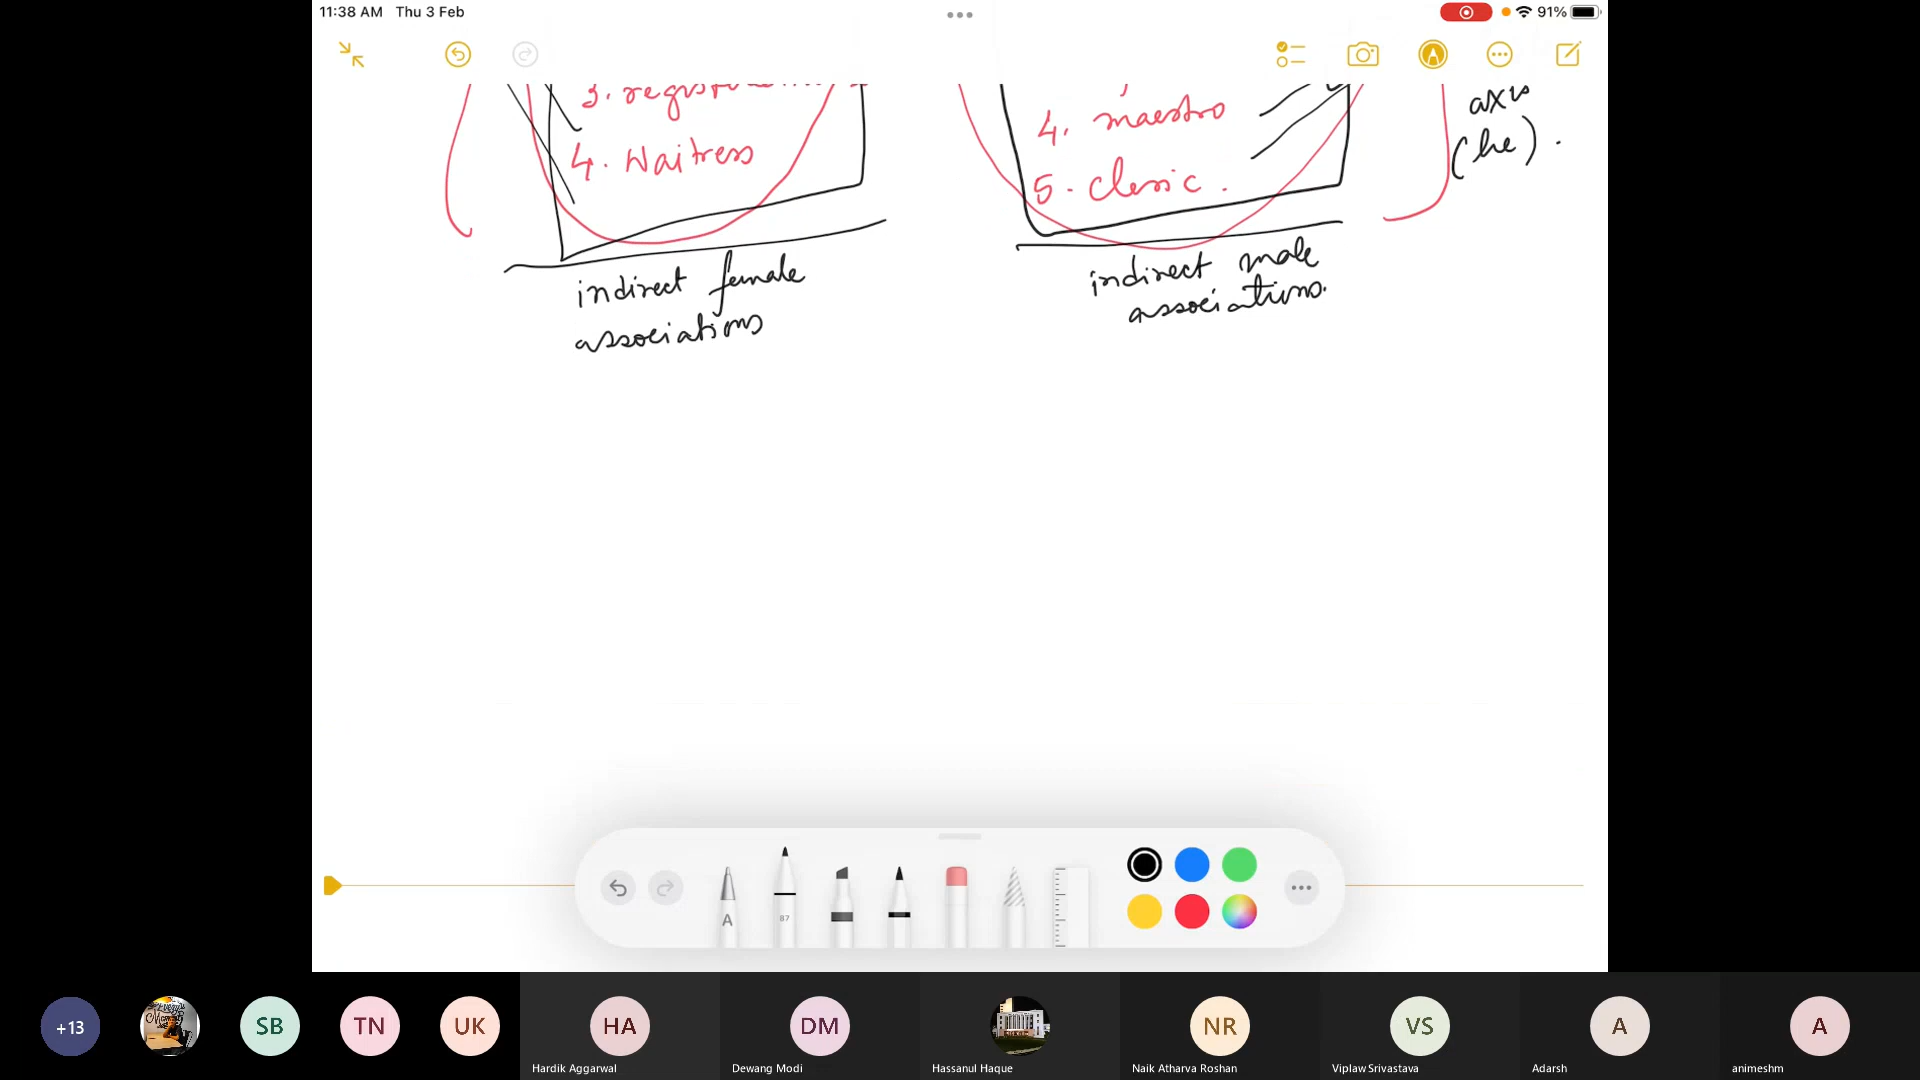 11:38 AM Thu 3 Feb
91%
4. Waitress
4. maestro
5. cleric.
axis
(he).
indirect female
associations
indirect male
associations.
A
87
+13
SB
TN
UK
HA
DM
NR
VS
A
A
Hardik Aggarwal
Dewang Modi
Hassanul Haque
Naik Atharva Roshan
Viplaw Srivastava
Adarsh
animeshm